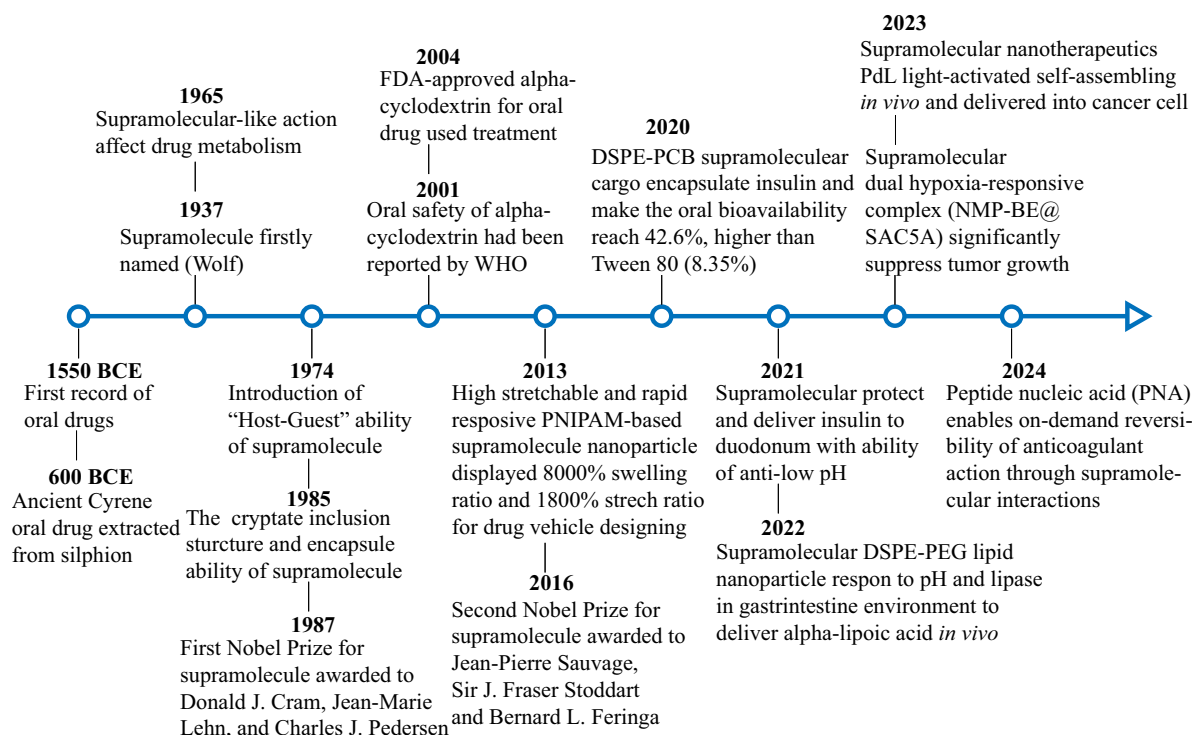 1550 BCE
First record of
oral drugs
600 BCE
Ancient Cyrene
oral drug extracted
from silphion
1965
Supramolecular-like action
affect drug metabolism
1937
Supramolecule firstly
named (Wolf)
1974
Introduction of
“Host-Guest” ability
of supramolecule
1985
The cryptate inclusion
sturcture and encapsule
ability of supramolecule
1987
First Nobel Prize for
supramolecule awarded to
Donald J. Cram, Jean-Marie
Lehn, and Charles J. Pedersen
2004
FDA-approved alpha-
cyclodextrin for oral
drug used treatment
2001
Oral safety of alpha-
cyclodextrin had been
reported by WHO
2013
High stretchable and rapid
resposive PNIPAM-based
supramolecule nanoparticle
displayed 8000% swelling
ratio and 1800% strech ratio
for drug vehicle designing
2016
Second Nobel Prize for
supramolecule awarded to
Jean-Pierre Sauvage,
Sir J. Fraser Stoddart
and Bernard L. Feringa
2020
DSPE-PCB supramoleculear
cargo encapsulate insulin and
make the oral bioavailability
reach 42.6%, higher than
Tween 80 (8.35%)
2021
Supramolecular protect
and deliver insulin to
duodonum with ability
of anti-low pH
2022
Supramolecular DSPE-PEG lipid
nanoparticle respon to pH and lipase
in gastrintestine environment to
deliver alpha-lipoic acid in vivo
2023
Supramolecular nanotherapeutics
PdL light-activated self-assembling
in vivo and delivered into cancer cell
Supramolecular
dual hypoxia-responsive
complex (NMP-BE@
SAC5A) significantly
suppress tumor growth
2024
Peptide nucleic acid (PNA)
enables on-demand reversi-
bility of anticoagulant
action through supramole-
cular interactions